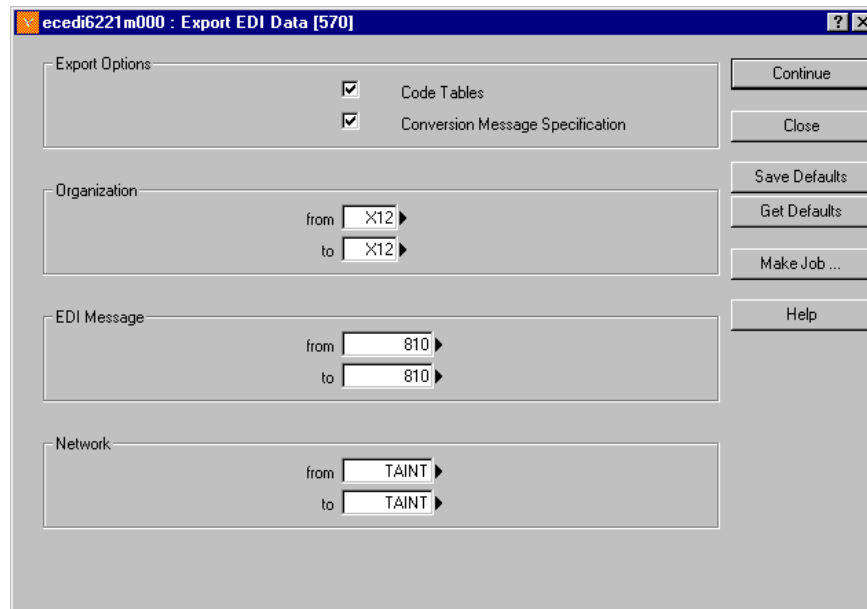 ecedi6221m000 : Export EDI Data [570]
Export Options
Code Tables
Conversion Message Specification
Continue
Close
Save Defaults
Get Defaults
Make Job ...
Help
Organization
from X12
to X12
EDI Message
from 810
to 810
Network
from TAINT
to TAINT